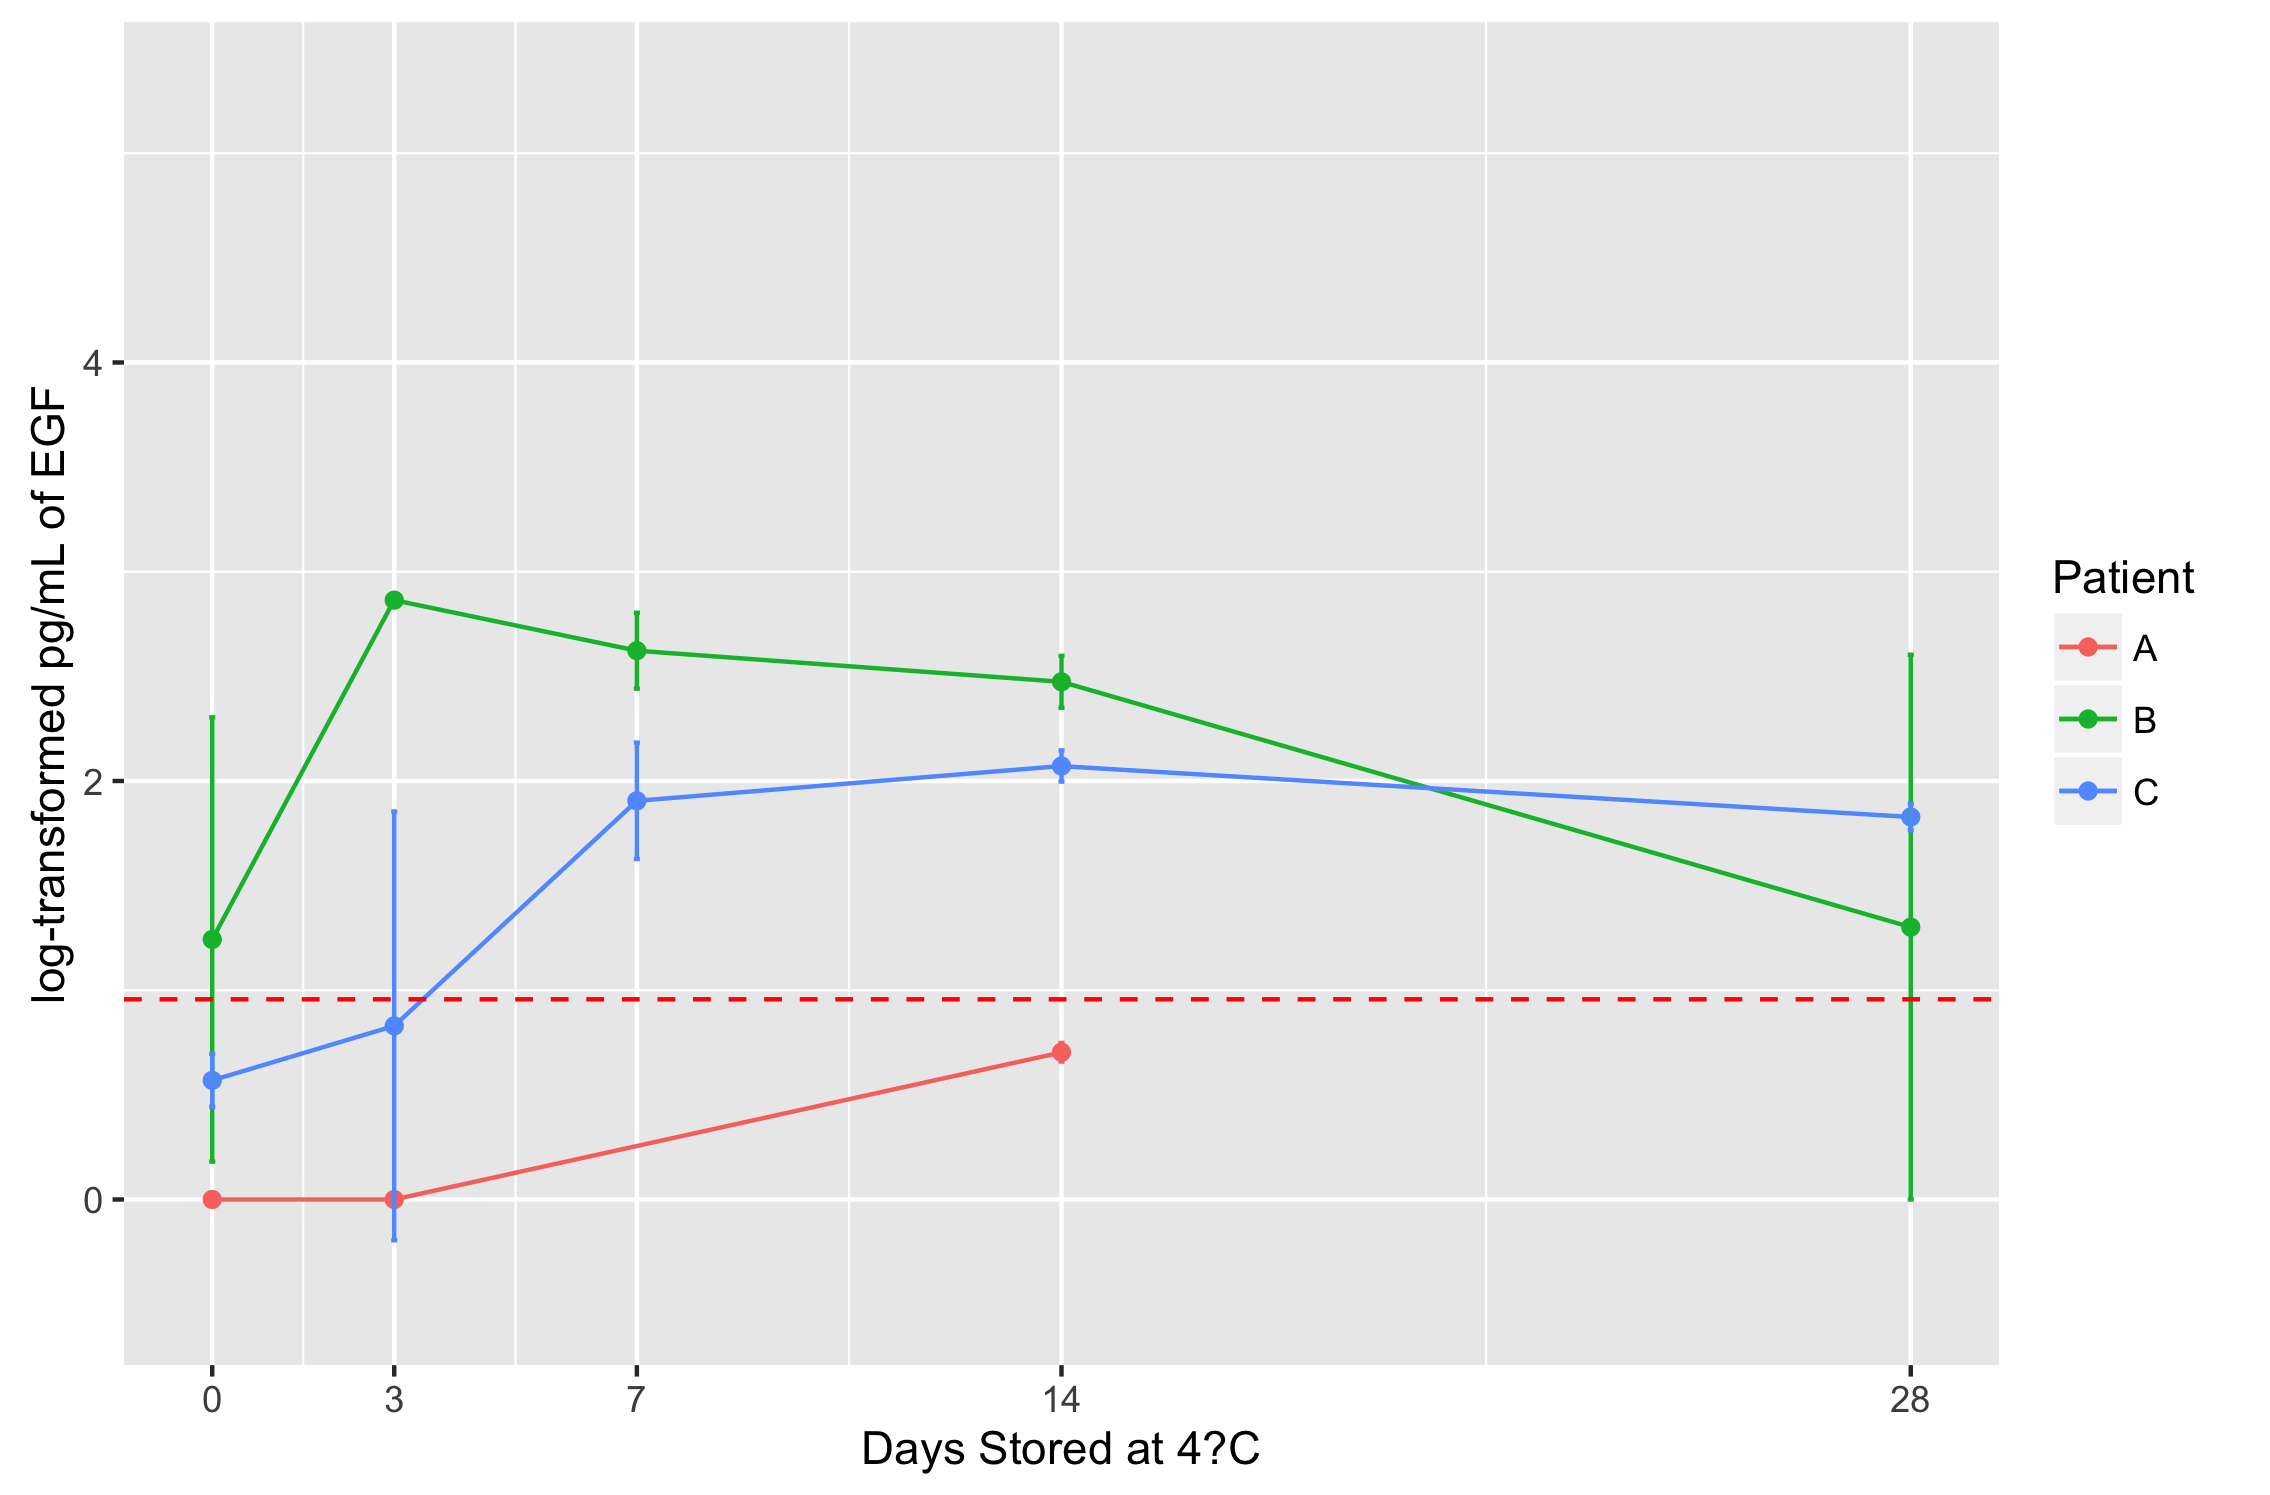 log-transformed pg/mL of EGF
4
2
0
0 3 7 14 28
Days Stored at 4?C
Patient
A
B
C